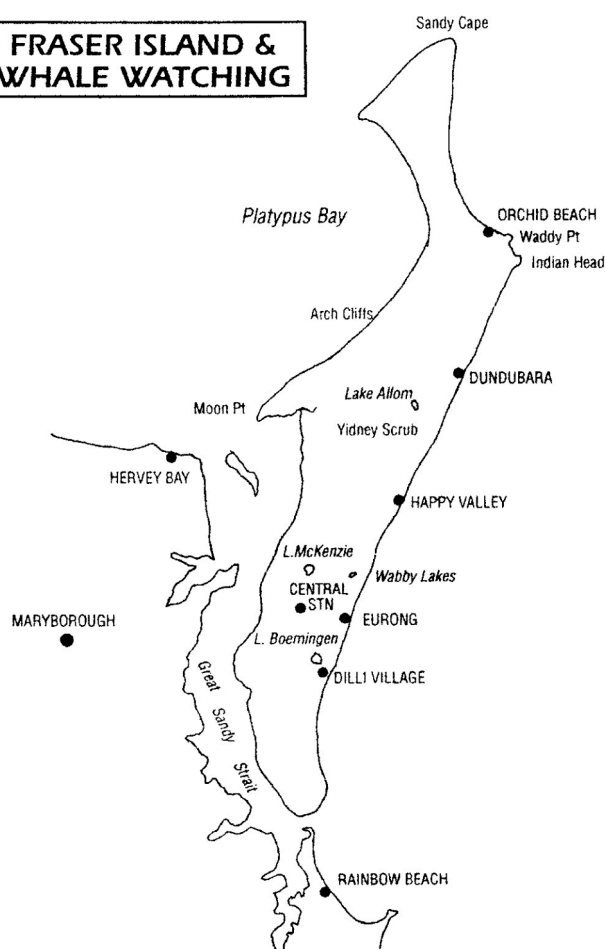 FRASER ISLAND &
WHALE WATCHING
Sandy Cape
Platypus Bay
ORCHID BEACH
Waddy Pt
Indian Head
Arch Cliffs
DUNDUBARA
Lake Allom
Moon Pt
Yidney Scrub
HERVEY BAY
HAPPY VALLEY
L.McKenzie
Wabby Lakes
CENTRAL
STN
MARYBOROUGH
EURONG
L. Boemingen
DILLI VILLAGE
Great
Sandy
Strait
RAINBOW BEACH